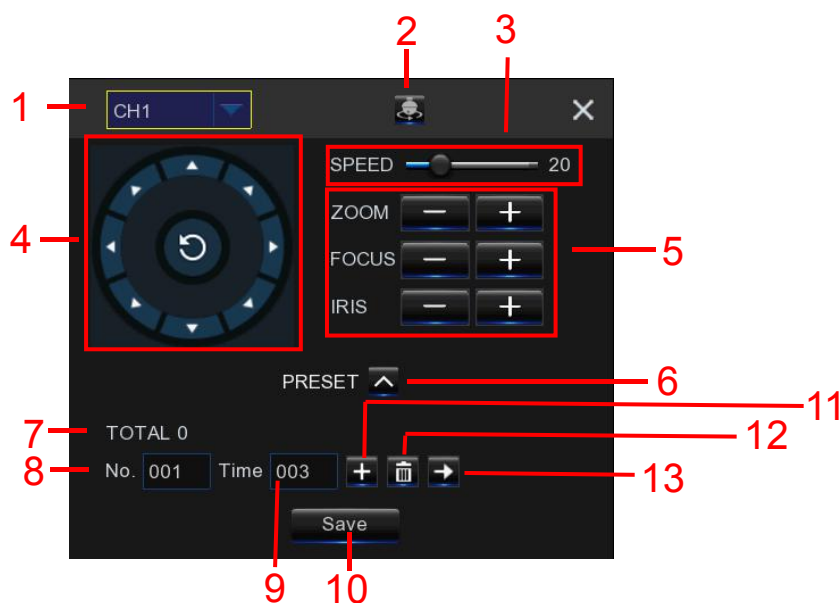 2
3
1
CH1
SPEED 20
4
ZOOM
FOCUS
5
IRIS
PRESET
6
11
7
TOTAL 0
12
8
No. 001 Time 003
13
Save
9
10